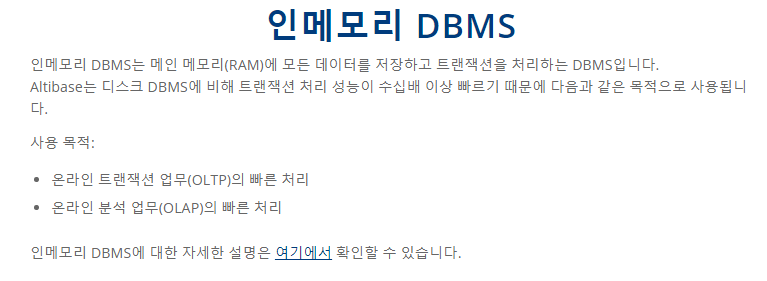 인메모리 DBMS
인메모리 DBMS는 메인 메모리(RAM)에 모든 데이터를 저장하고 트랜잭션을 처리하는 DBMS입니다.
Altibase는 디스크 DBMS에 비해 트랜잭션 처리 성능이 수십배 이상 빠르기 때문에 다음과 같은 목적으로 사용됩니
다.
사용 목적:
• 온라인 트랜잭션 업무(OLTP)의 빠른 처리
• 온라인 분석 업무(OLAP)의 빠른 처리
인메모리 DBMS에 대한 자세한 설명은 여기에서 확인할 수 있습니다.